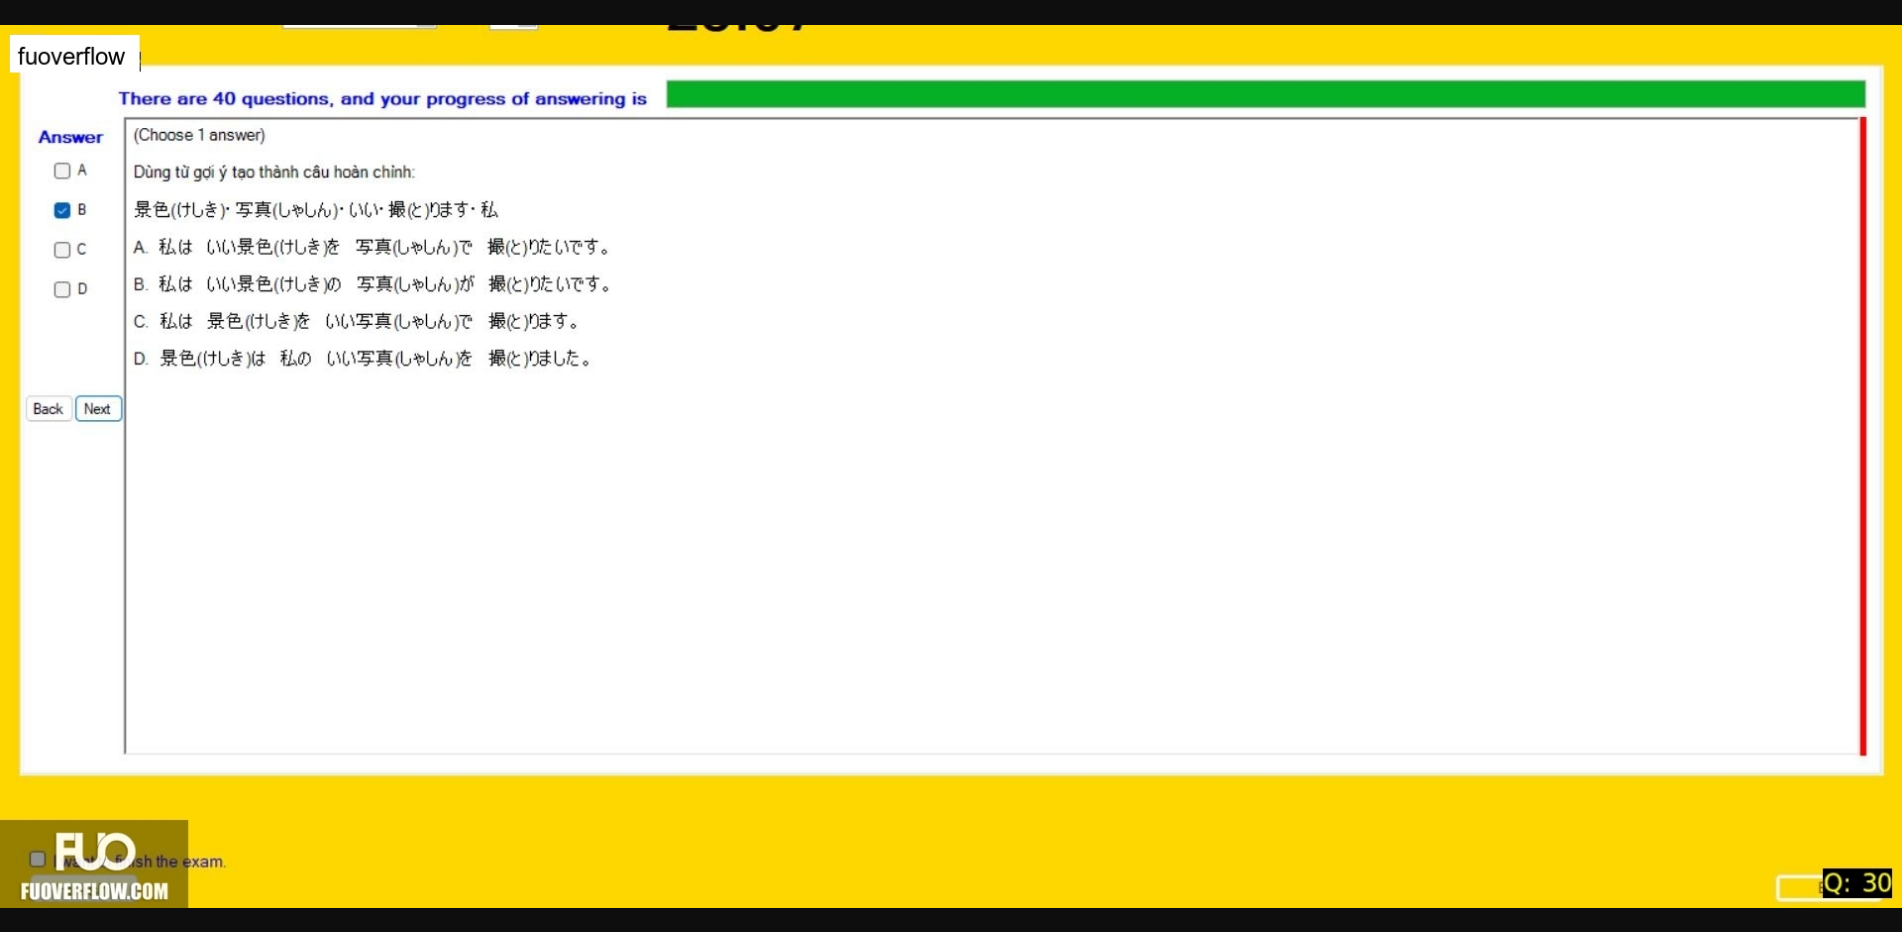 fuoverflow
There are 40 questions, and your progress of answering is
Answer
(Choose 1 answer)
A
Dùng từ gợi ý tạo thành câu hoàn chỉnh:
B
景色((けしき)· 写真(しゃしん)· いい· 撮(と)ります· 私
C
A. 私は いい景色((けしき)を 写真(しゃしん)で 撮(と)りたいです。
D
B. 私は いい景色((けしき)の 写真(しゃしん)が 撮(と)りたいです。
C. 私は 景色((けしき)を いい写真(しゃしん)で 撮(と)ります。
D. 景色((けしき)は 私の いい写真(しゃしん)を 撮(と)りました。
Back Next
FUO
the exam.
FUOVERFLOW.COM
Q: 30